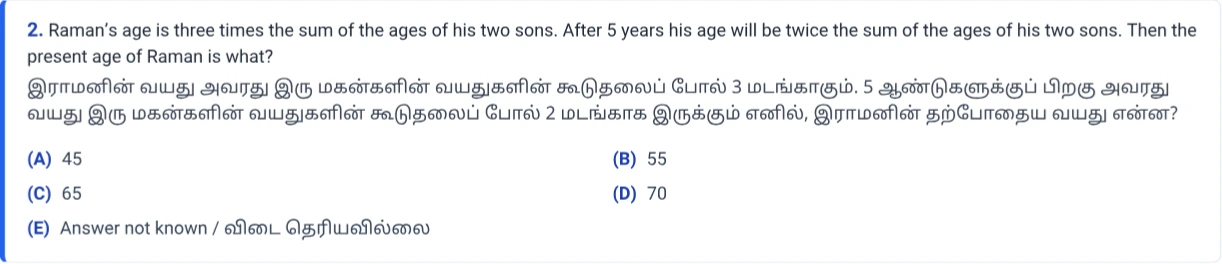 2. Raman's age is three times the sum of the ages of his two sons. After 5 years his age will be twice the sum of the ages of his two sons. Then the
present age of Raman is what?
இராமனின் வயது அவரது இரு மகன்களின் வயதுகளின் கூடுதலைப் போல் 3 மடங்காகும். 5 ஆண்டுகளுக்குப் பிறகு அவரது
வயது இரு மகன்களின் வயதுகளின் கூடுதலைப் போல் 2 மடங்காக இருக்கும் எனில், இராமனின் தற்போதைய வயது என்ன?
(A) 45 (B) 55
(C) 65 (D) 70
(E) Answer not known / விடை தெரியவில்லை